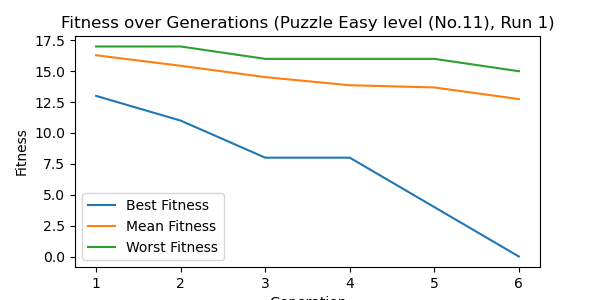 Fitness over Generations (Puzzle Easy level (No.11), Run 1)
17.5
15.0
12.5
10.0
7.5
5.0
2.5
0.0
Fitness
Best Fitness
Mean Fitness
Worst Fitness
1 2 3 4 5 6
Generation